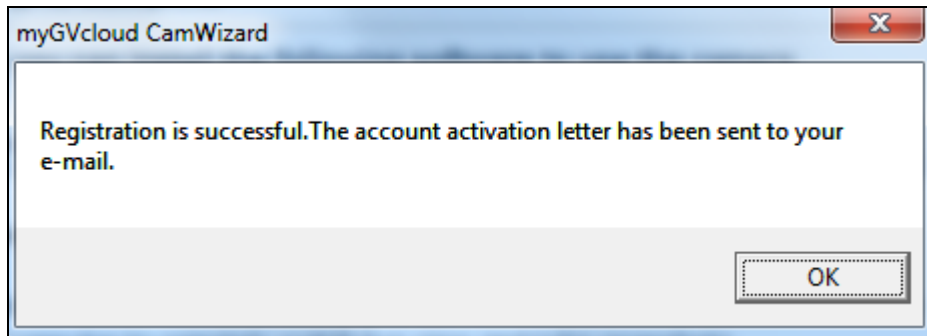 myGVcloud CamWizard
Registration is successful.The account activation letter has been sent to your
e-mail.
OK